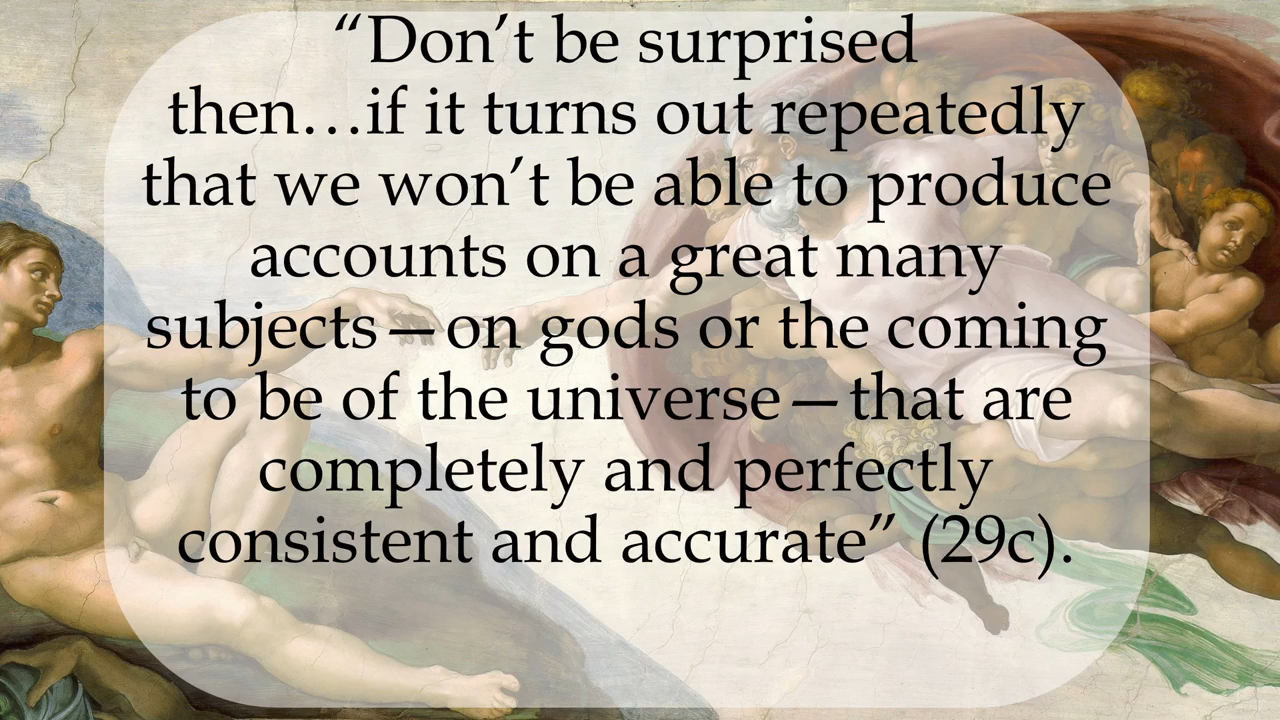 “Don’t be surprised
then…if it turns out repeatedly
that we won’t be able to produce
accounts on a great many
subjects—on gods or the coming
to be of the universe—that are
completely and perfectly
consistent and accurate” (29c).